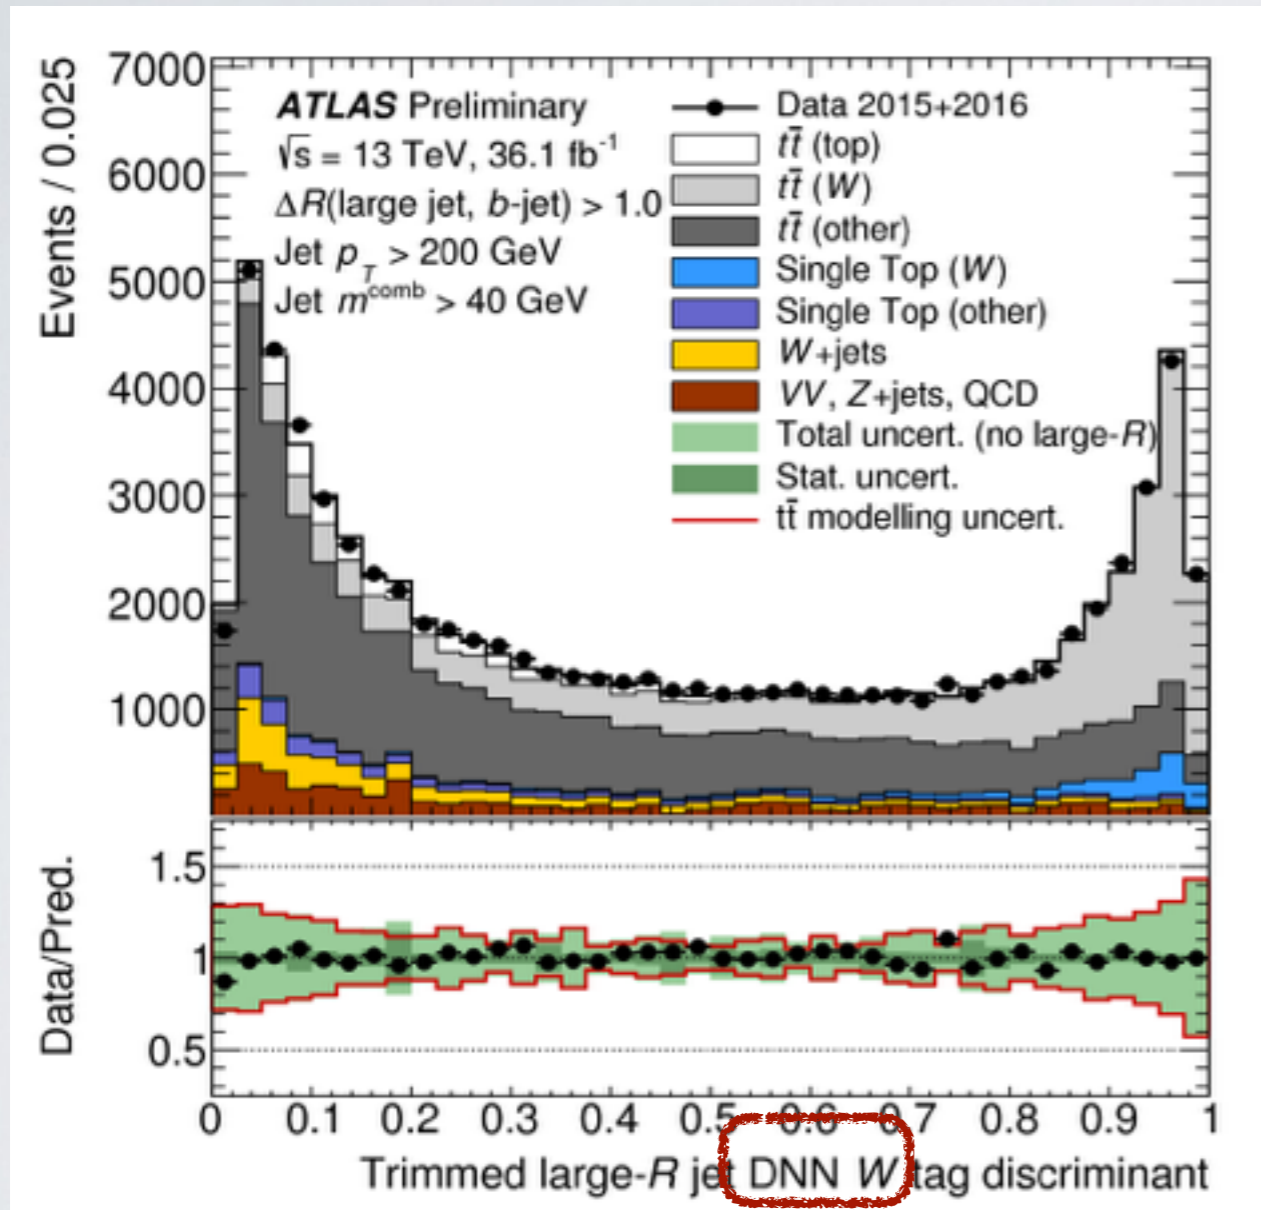 Events / 0.025
7000
6000
5000
4000
3000
2000
1000
ATLAS Preliminary
√s = 13 TeV, 36.1 fb⁻¹
ΔR(large jet, b-jet) > 1.0
Jet p_T > 200 GeV
Jet m^comb > 40 GeV
Data 2015+2016
tt̄ (top)
tt̄ (W)
tt̄ (other)
Single Top (W)
Single Top (other)
W+jets
VV, Z+jets, QCD
Total uncert. (no large-R)
Stat. uncert.
tt̄ modelling uncert.
Data/Pred.
1.5
1
0.5
0 0.1 0.2 0.3 0.4 0.5 0.6 0.7 0.8 0.9 1
Trimmed large-R jet DNN W tag discriminant